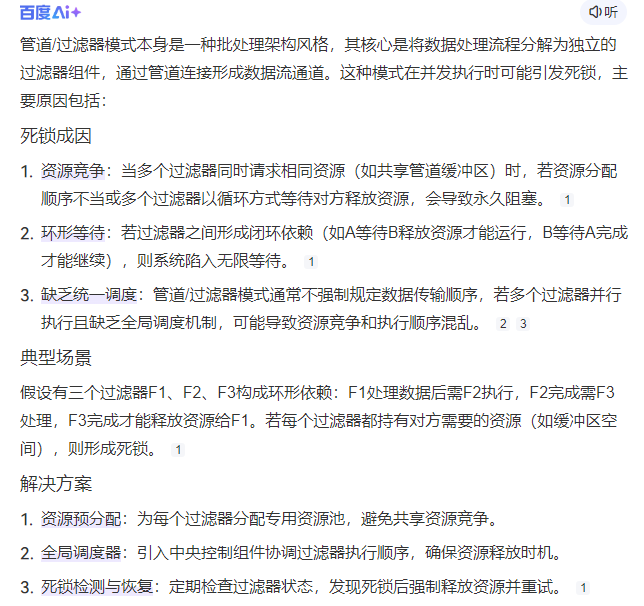 百度Ai+
听
管道/过滤器模式本身是一种批处理架构风格，其核心是将数据处理流程分解为独立的
过滤器组件，通过管道连接形成数据流通道。这种模式在并发执行时可能引发死锁，主
要原因包括：
死锁成因
1. 资源竞争：当多个过滤器同时请求相同资源（如共享管道缓冲区）时，若资源分配
顺序不当或多个过滤器以循环方式等待对方释放资源，会导致永久阻塞。 1
2. 环形等待：若过滤器之间形成闭环依赖（如A等待B释放资源才能运行，B等待A完成
才能继续），则系统陷入无限等待。 1
3. 缺乏统一调度：管道/过滤器模式通常不强制规定数据传输顺序，若多个过滤器并行
执行且缺乏全局调度机制，可能导致资源竞争和执行顺序混乱。 2 3
典型场景
假设有三个过滤器F1、F2、F3构成环形依赖：F1处理数据后需F2执行，F2完成需F3
处理，F3完成才能释放资源给F1。若每个过滤器都持有对方需要的资源（如缓冲区空
间），则形成死锁。 1
解决方案
1. 资源预分配：为每个过滤器分配专用资源池，避免共享资源竞争。
2. 全局调度器：引入中央控制组件协调过滤器执行顺序，确保资源释放时机。
3. 死锁检测与恢复：定期检查过滤器状态，发现死锁后强制释放资源并重试。 1